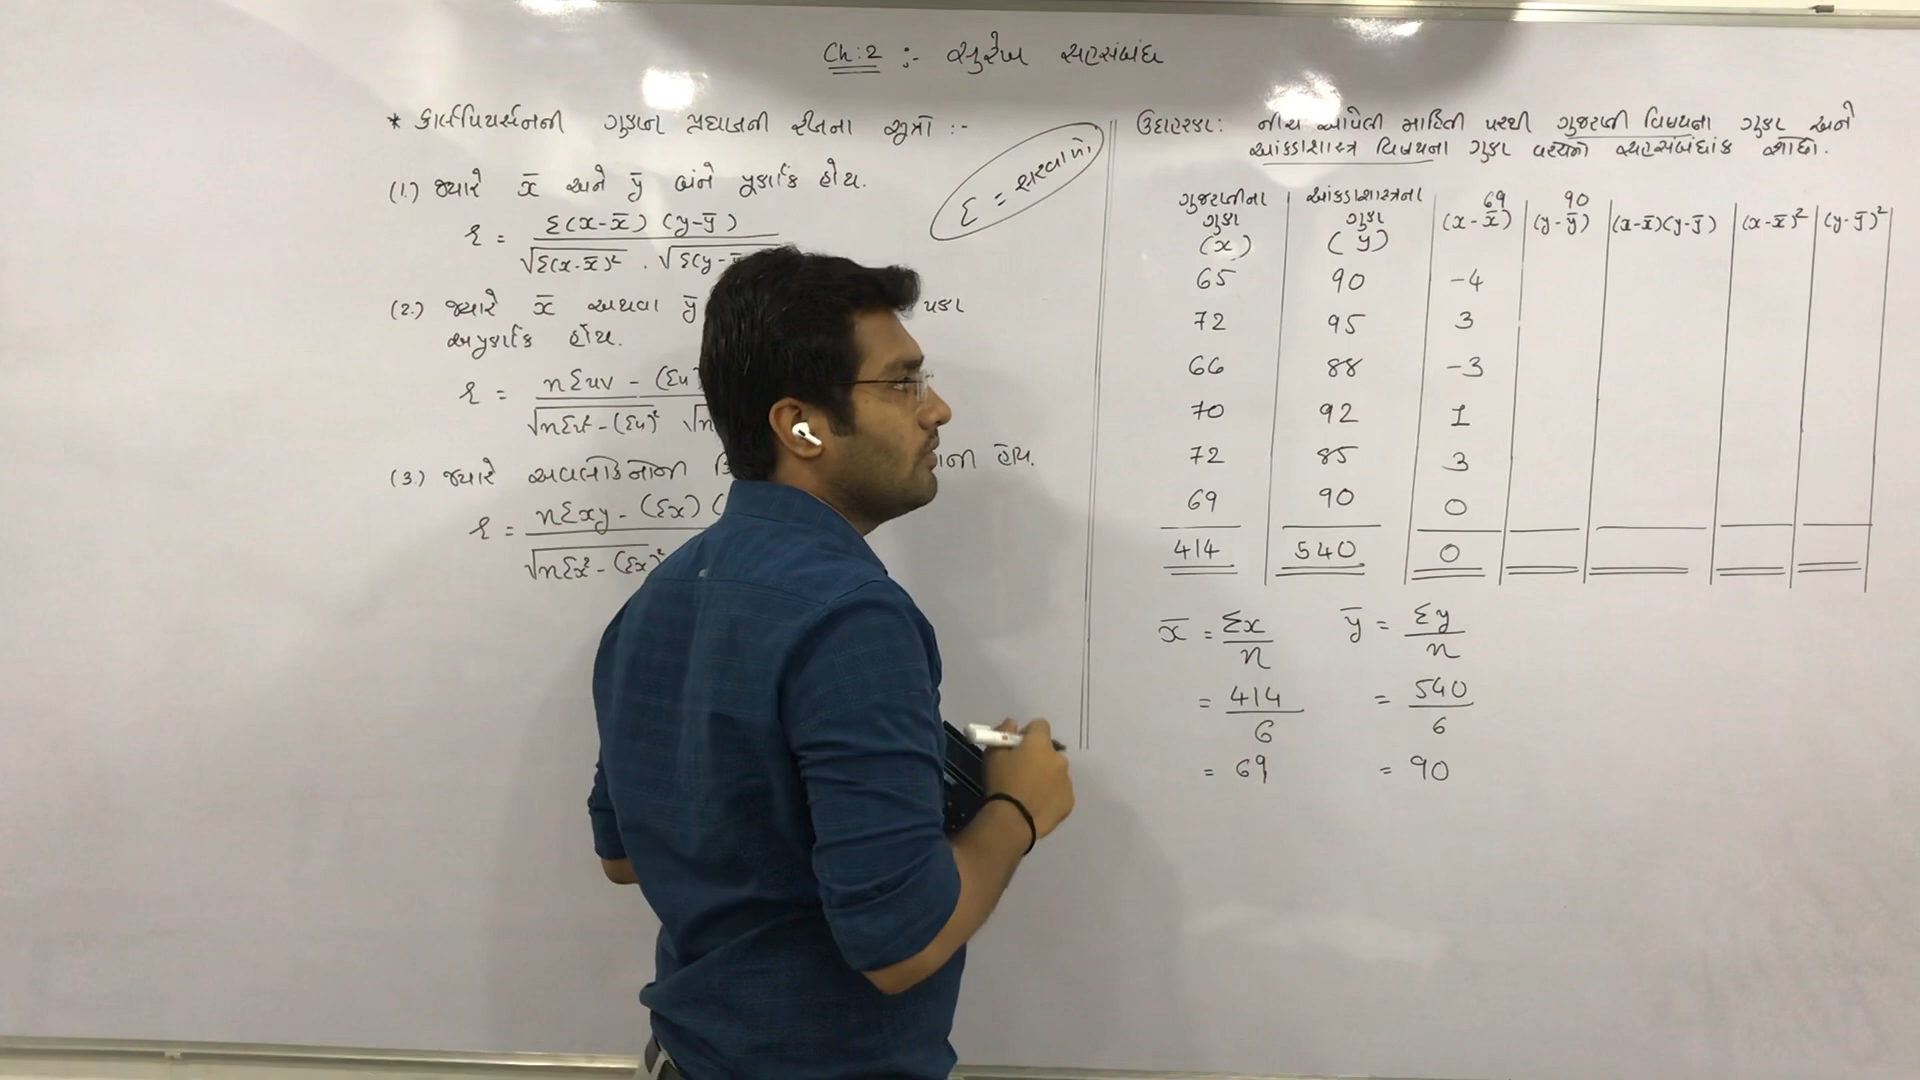 Ch:2 :- સુરેખ સહસંબંધ
* કાર્લપિયર્સનની ગુણન પ્રઘાતની રીતના સૂત્રો :-
(1.) જ્યારે x̄ અને ȳ બંને પૂર્ણાંક હોય.
r = Σ(x-x̄) (y-ȳ)
√Σ(x-x̄)² . √Σ(y-
(2.) જ્યારે x̄ અથવા ȳ પણ
અપૂર્ણાંક હોય.
r = nΣuv - (Σu)
√nΣu² - (Σu)² √n
(3.) જ્યારે અવલોકનોની હોય.
r = nΣxy - (Σx) (
√nΣx² - (Σx)²
Σ = સરવાળો
ઉદાહરણ: નીચે આપેલી માહિતી પરથી ગુજરાતી વિષયના ગુણ અને
આંકડાશાસ્ત્ર વિષયના ગુણ વચ્ચેનો સહસંબંધાંક શોધો.
69 90
ગુજરાતીના ગુણ (x) આંકડાશાસ્ત્રના ગુણ (y) (x-x̄) (y-ȳ) (x-x̄)(y-ȳ) (x-x̄)² (y-ȳ)²
65 90 -4
72 95 3
66 88 -3
70 92 1
72 85 3
69 90 0
414 540 0
x̄ = Σx / n ȳ = Σy / n
= 414 / 6 = 540 / 6
= 69 = 90